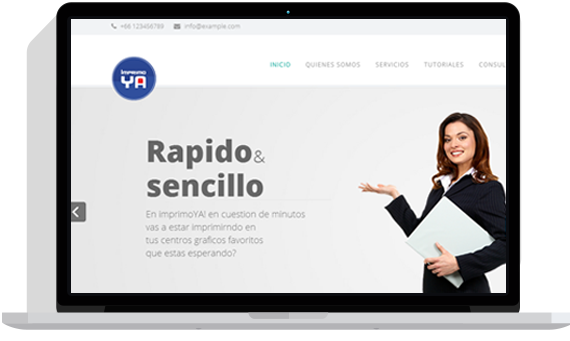 +66 123456789 info@example.com
Imprimo
YA
INICIO QUIENES SOMOS SERVICIOS TUTORIALES CONSUL
Rapido&
sencillo
En imprimoYA! en cuestion de minutos
vas a estar imprimirndo en
tus centros graficos favoritos
que estas esperando?